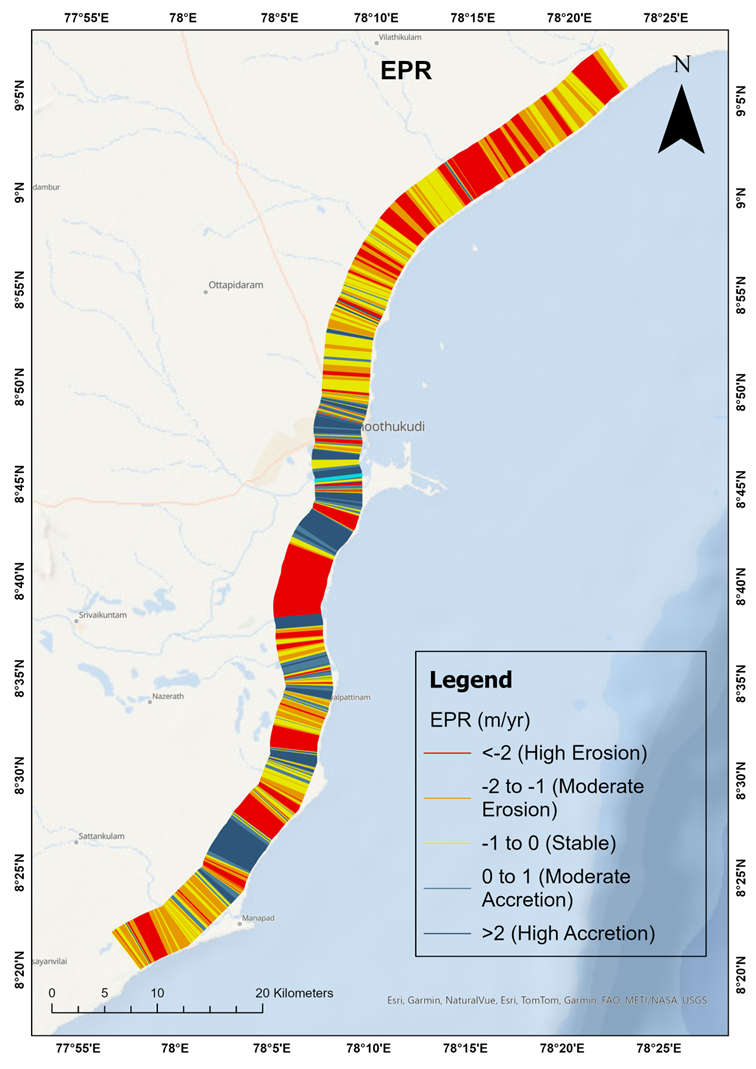 77°55'E 78°E 78°5'E 78°10'E 78°15'E 78°20'E 78°25'E
Vilathikulam
EPR
N
9°5'N
9°5'N
dambur
9°N
9°N
Ottapidaram
8°55'N
8°55'N
8°50'N
8°50'N
oothukudi
8°45'N
8°45'N
8°40'N
8°40'N
Srivaikuntam
8°35'N
8°35'N
Nazerath
alpattinam
Legend
EPR (m/yr)
<-2 (High Erosion)
-2 to -1 (Moderate
Erosion)
-1 to 0 (Stable)
0 to 1 (Moderate
Accretion)
>2 (High Accretion)
8°30'N
8°30'N
Sattankulam
8°25'N
8°25'N
Manapad
sayanvilai
8°20'N
8°20'N
0 5 10 20 Kilometers
Esri, Garmin, NaturalVue, Esri, TomTom, Garmin, FAO, METI/NASA, USGS
77°55'E 78°E 78°5'E 78°10'E 78°15'E 78°20'E 78°25'E